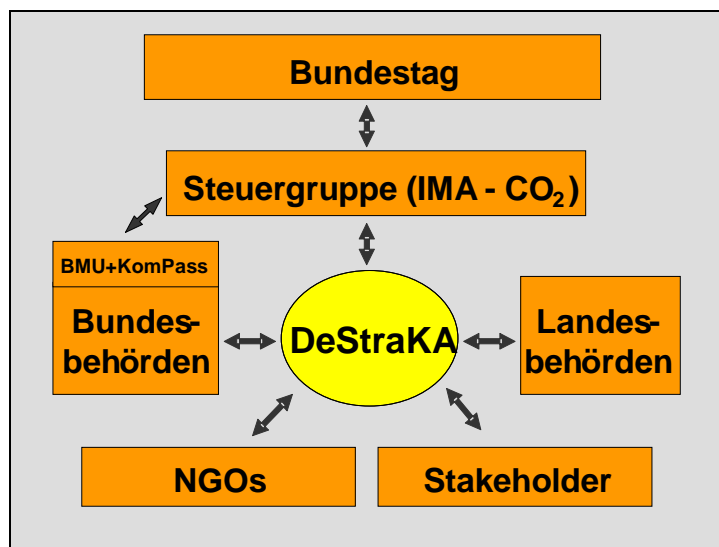 Bundestag
Steuergruppe (IMA - CO₂)
BMU+KomPass
Bundes-
behörden
DeStraKA
Landes-
behörden
NGOs
Stakeholder